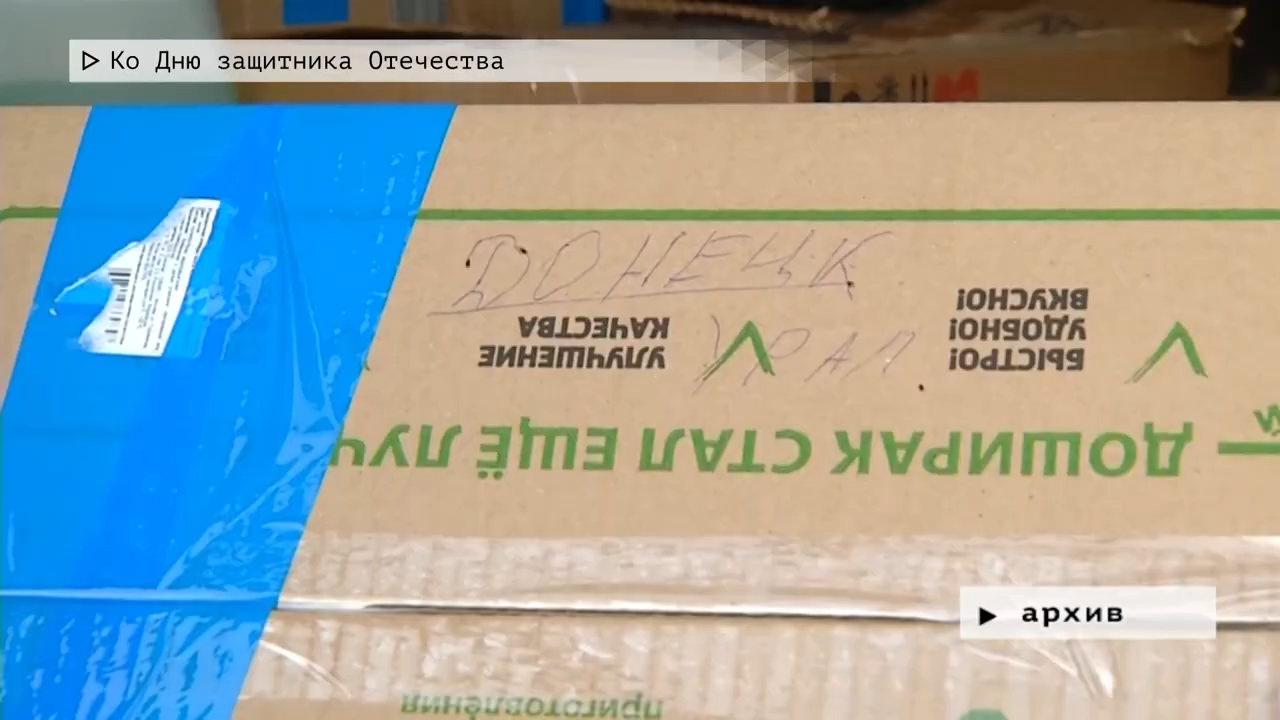 Ко Дню защитника Отечества
ДОНЕЦК
УРАЛ
БЫСТРО!
УДОБНО!
ВКУСНО!
УЛУЧШЕНИЕ
КАЧЕСТВА
ДОШИРАК СТАЛ ЕЩЁ ЛУЧ
архив
приготовления